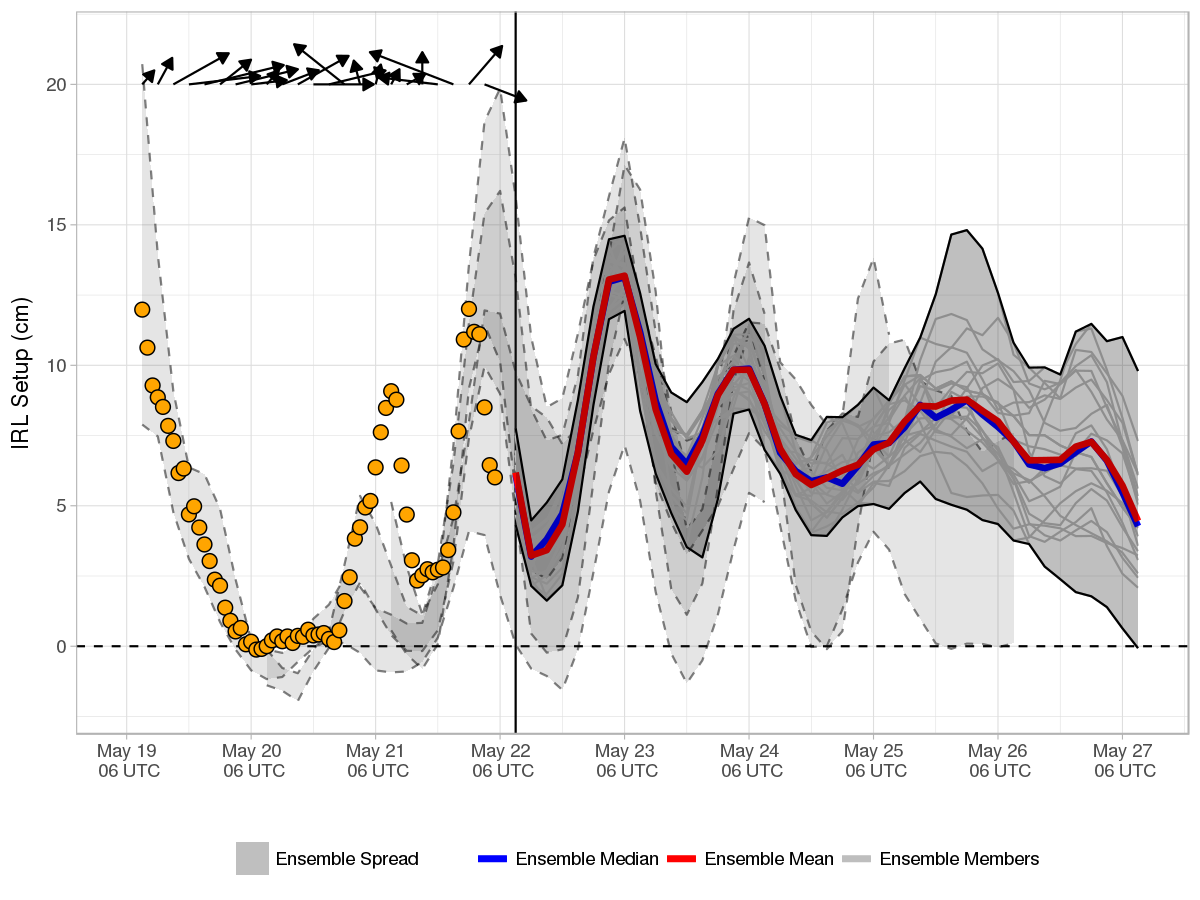 IRL Setup (cm)
20
15
10
5
0
May 19
06 UTC
May 20
06 UTC
May 21
06 UTC
May 22
06 UTC
May 23
06 UTC
May 24
06 UTC
May 25
06 UTC
May 26
06 UTC
May 27
06 UTC
Ensemble Spread
Ensemble Median
Ensemble Mean
Ensemble Members